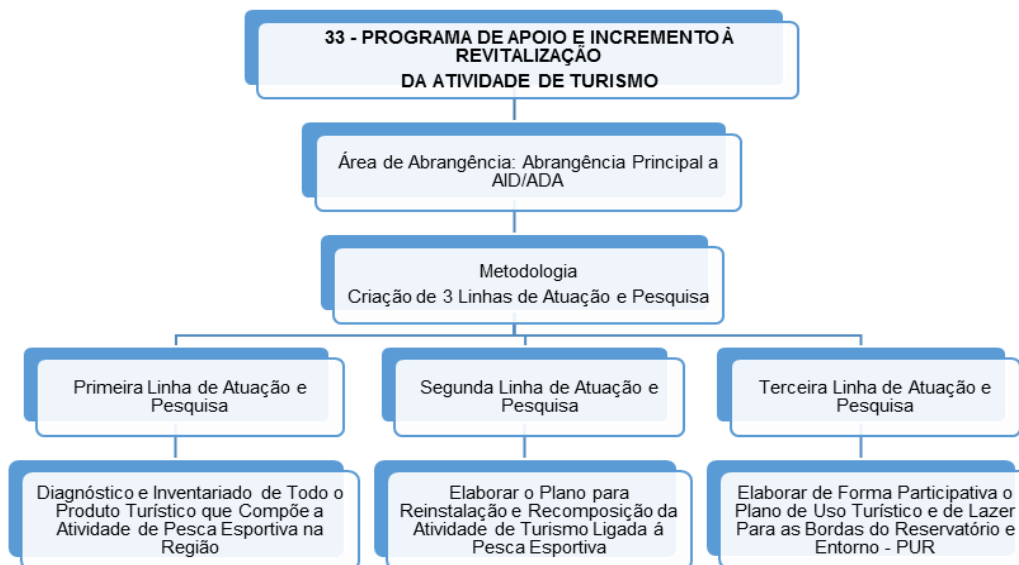 33 - PROGRAMA DE APOIO E INCREMENTO À
REVITALIZAÇÃO
DA ATIVIDADE DE TURISMO
Área de Abrangência: Abrangência Principal a
AID/ADA
Metodologia
Criação de 3 Linhas de Atuação e Pesquisa
Primeira Linha de Atuação e
Pesquisa
Segunda Linha de Atuação e
Pesquisa
Terceira Linha de Atuação e
Pesquisa
Diagnóstico e Inventariado de Todo o
Produto Turístico que Compõe a
Atividade de Pesca Esportiva na
Região
Elaborar o Plano para
Reinstalação e Recomposição da
Atividade de Turismo Ligada á
Pesca Esportiva
Elaborar de Forma Participativa o
Plano de Uso Turístico e de Lazer
Para as Bordas do Reservatório e
Entorno - PUR